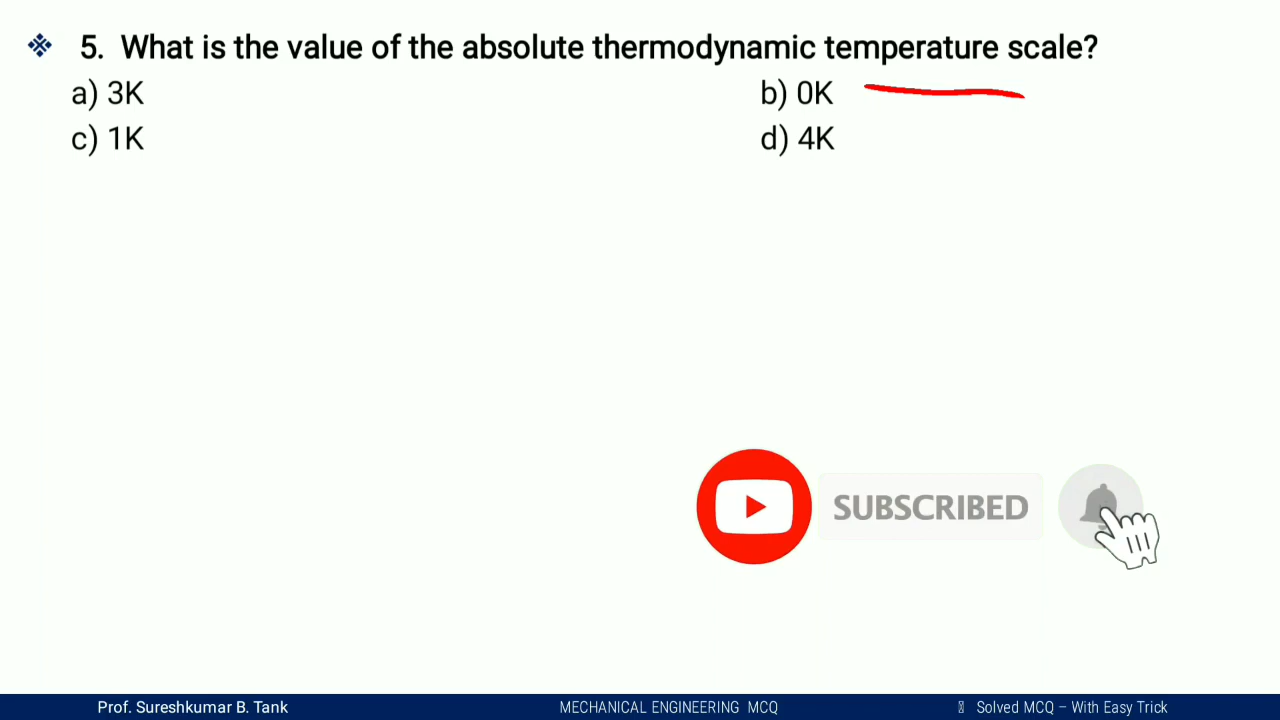 5. What is the value of the absolute thermodynamic temperature scale?
a) 3K b) 0K
c) 1K d) 4K
SUBSCRIBED
Prof. Sureshkumar B. Tank MECHANICAL ENGINEERING MCQ Solved MCQ – With Easy Trick